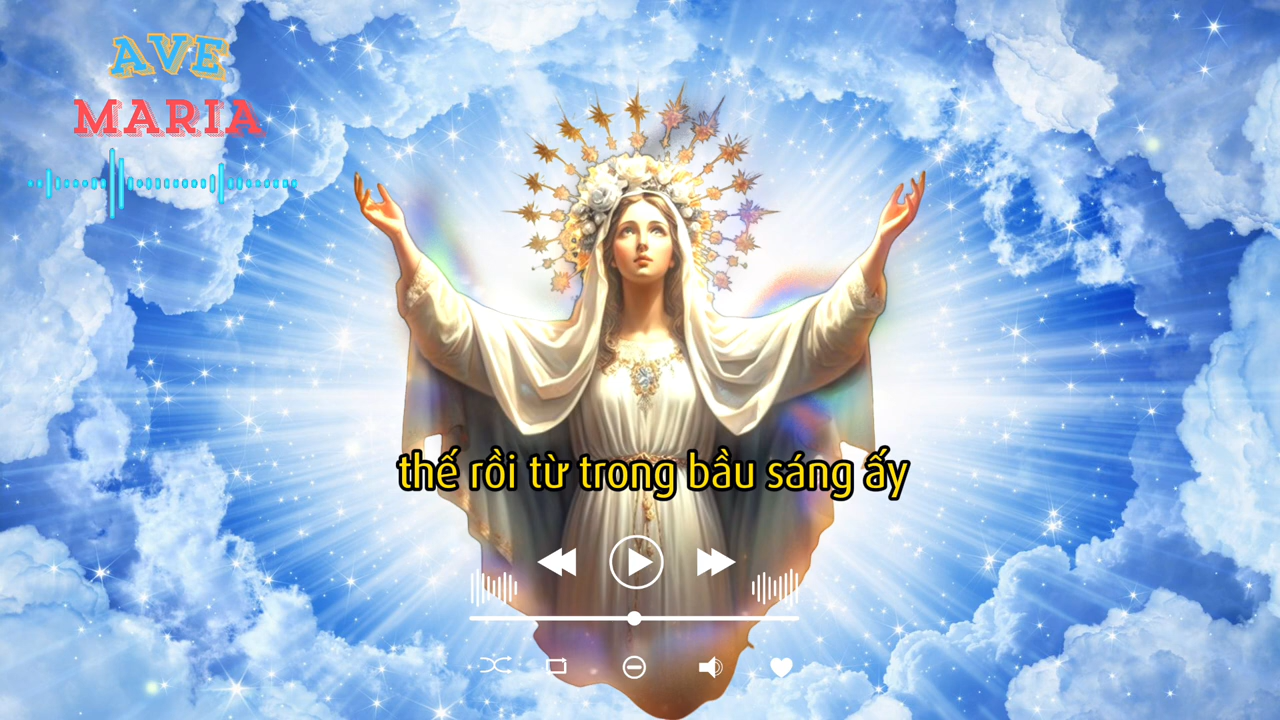 AVE
MARIA
thế rồi từ trong bầu sáng ấy